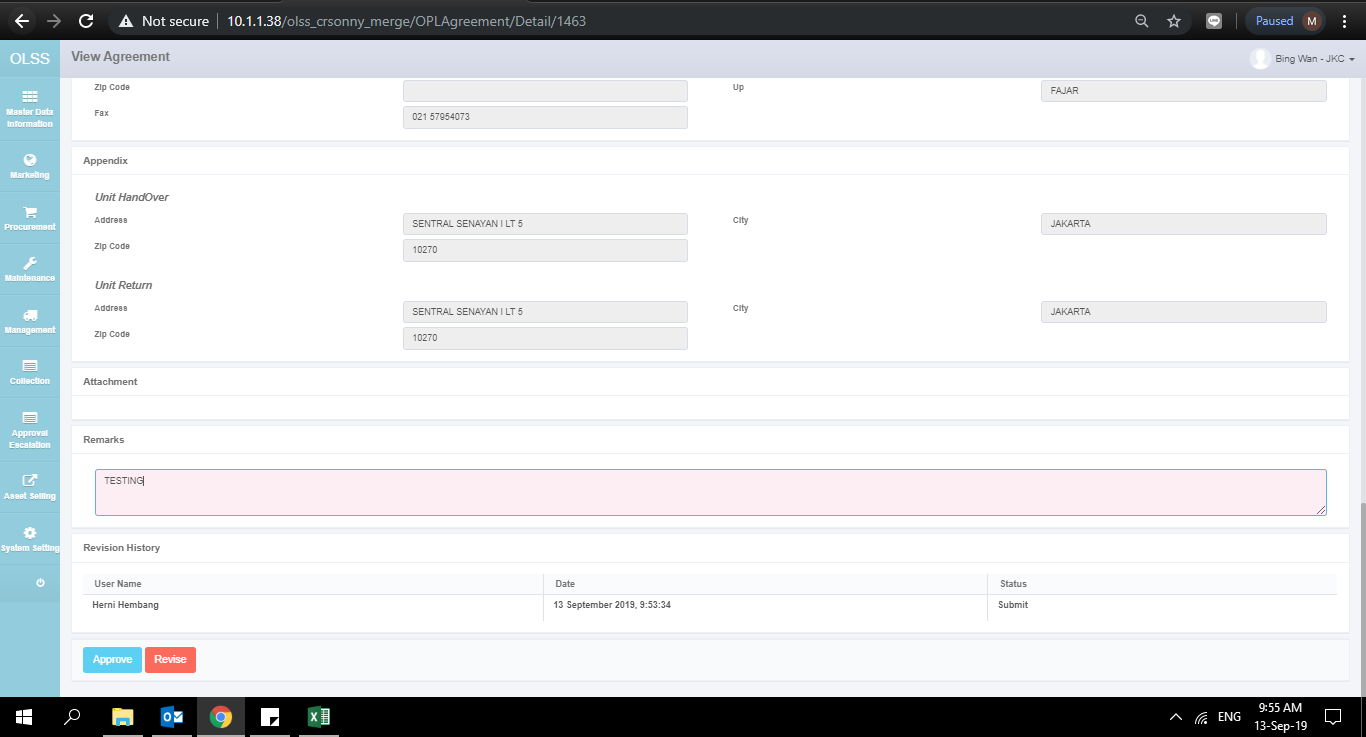 Not secure | 10.1.1.38/olss_crsonny_merge/OPLAgreement/Detail/1463 Paused M
OLSS View Agreement Bing Wan - JKC
Master Data
Information
Marketing
Procurement
Maintenance
Management
Collection
Approval
Escalation
Asset Selling
System Setting
Zip Code Up FAJAR
Fax 021 57954073
Appendix
Unit HandOver
Address SENTRAL SENAYAN I LT 5 City JAKARTA
Zip Code 10270
Unit Return
Address SENTRAL SENAYAN I LT 5 City JAKARTA
Zip Code 10270
Attachment
Remarks
TESTING
Revision History
User Name Date Status
Herni Hembang 13 September 2019, 9:53:34 Submit
Approve Revise
ENG 9:55 AM
13-Sep-19